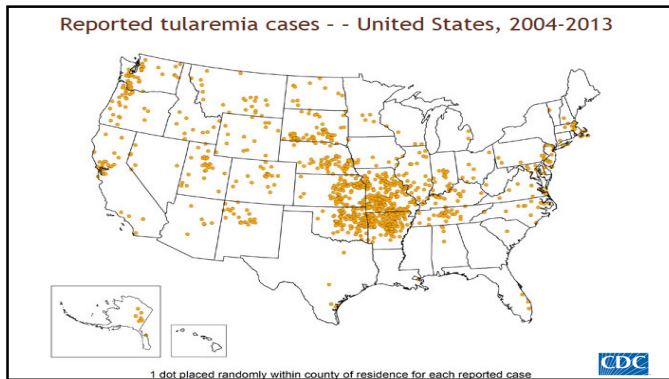 Reported tularemia cases - - United States, 2004-2013
1 dot placed randomly within county of residence for each reported case
CDC